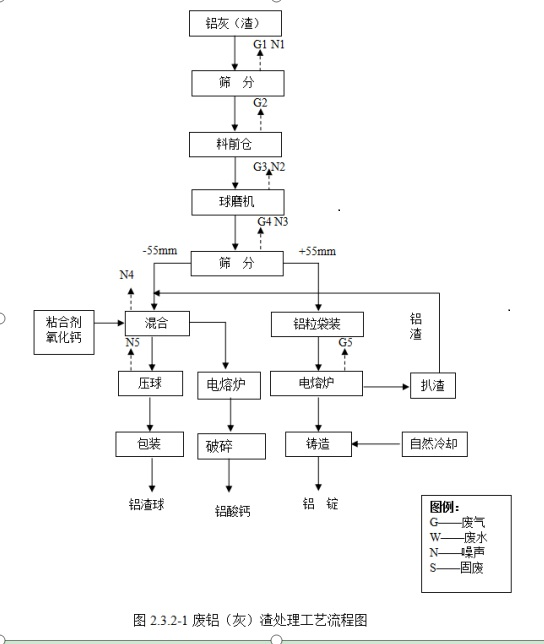 铝灰（渣）
G1 N1
筛 分
G2
料前仓
G3 N2
球磨机
G4 N3
-55mm
筛 分
+55mm
N4
粘合剂
氧化钙
混合
铝粒袋装
铝
渣
N5
G5
压球
电熔炉
电熔炉
扒渣
包装
破碎
铸造
自然冷却
铝渣球
铝酸钙
铝 锭
图例：
G——废气
W——废水
N——噪声
S——固废
图 2.3.2-1 废铝（灰）渣处理工艺流程图